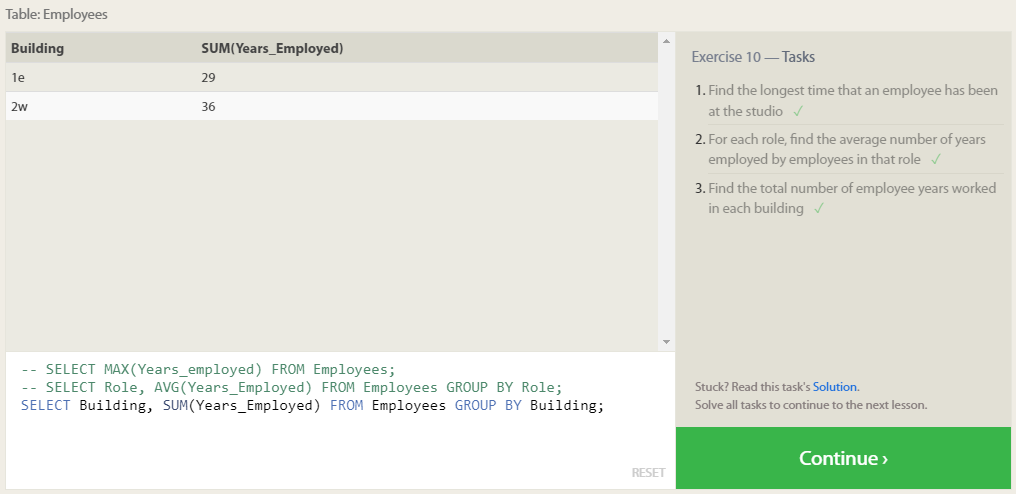 Table: Employees
Building SUM(Years_Employed)
1e 29
2w 36
-- SELECT MAX(Years_employed) FROM Employees;
-- SELECT Role, AVG(Years_Employed) FROM Employees GROUP BY Role;
SELECT Building, SUM(Years_Employed) FROM Employees GROUP BY Building;
RESET
Exercise 10 — Tasks
1. Find the longest time that an employee has been
at the studio ✓
2. For each role, find the average number of years
employed by employees in that role ✓
3. Find the total number of employee years worked
in each building ✓
Stuck? Read this task's Solution.
Solve all tasks to continue to the next lesson.
Continue ›